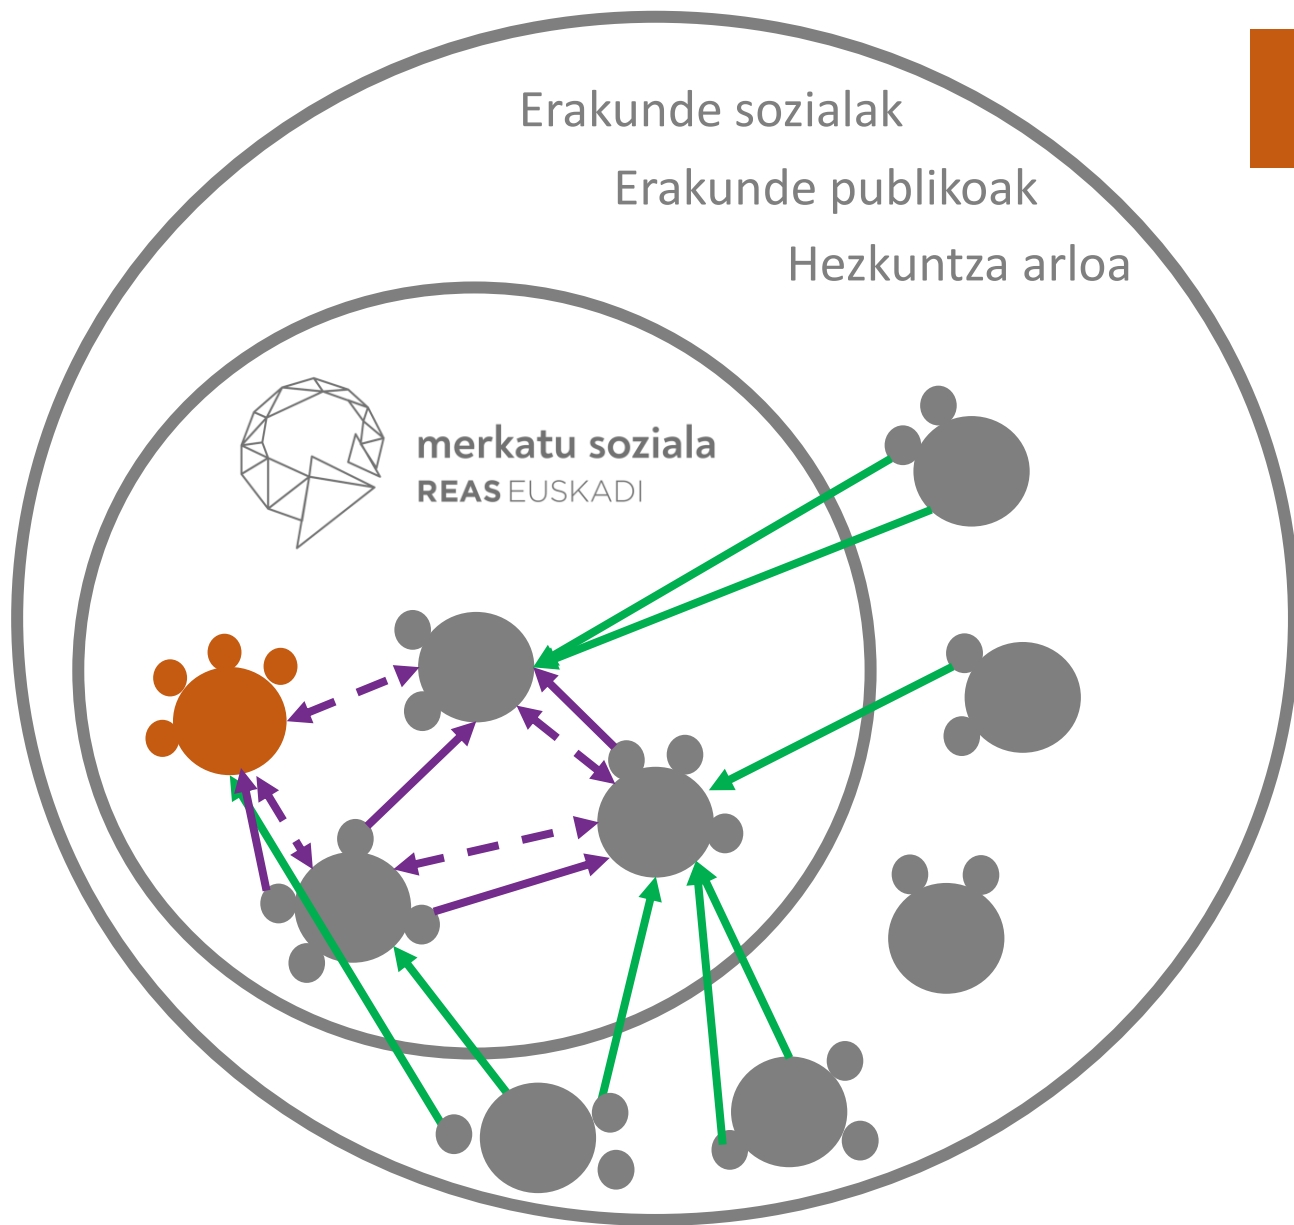 Erakunde sozialak
Erakunde publikoak
Hezkuntza arloa
merkatu soziala
REAS EUSKADI